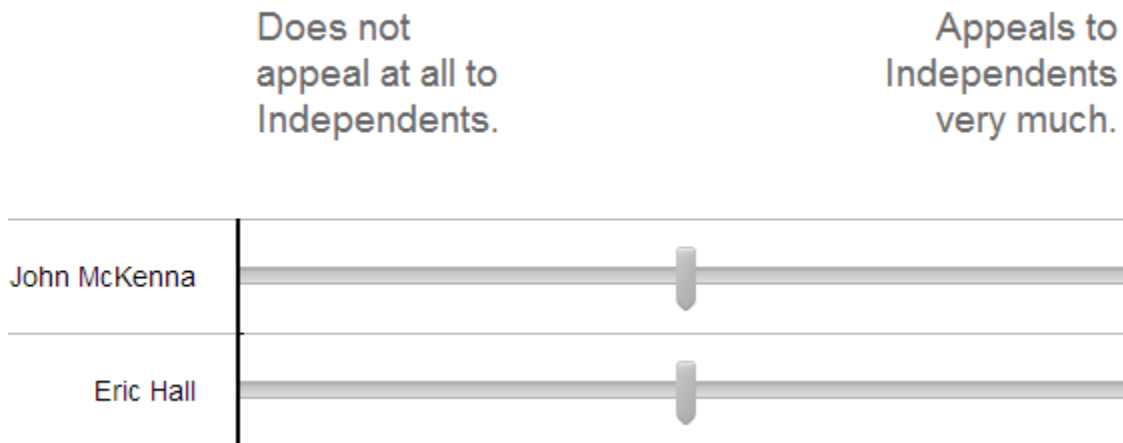 Does not
appeal at all to
Independents.
Appeals to
Independents
very much.
John McKenna
Eric Hall